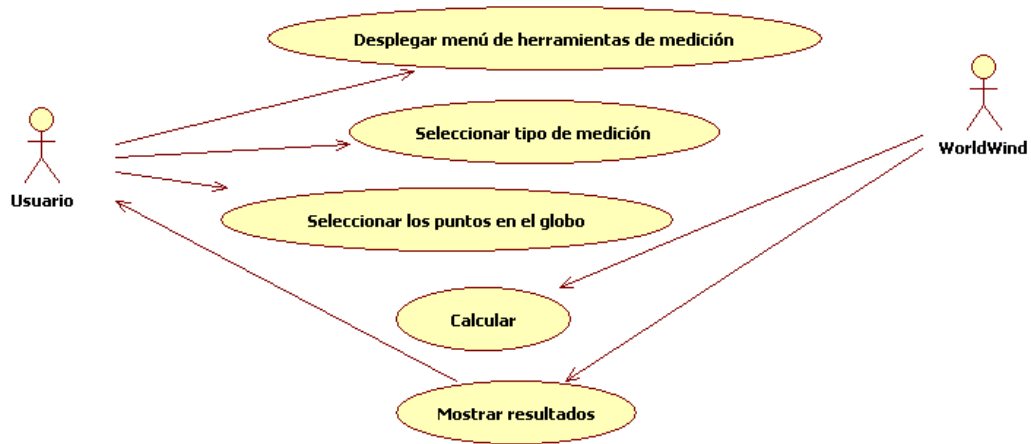 Desplegar menú de herramientas de medición
Seleccionar tipo de medición
WorldWind
Usuario
Seleccionar los puntos en el globo
Calcular
Mostrar resultados